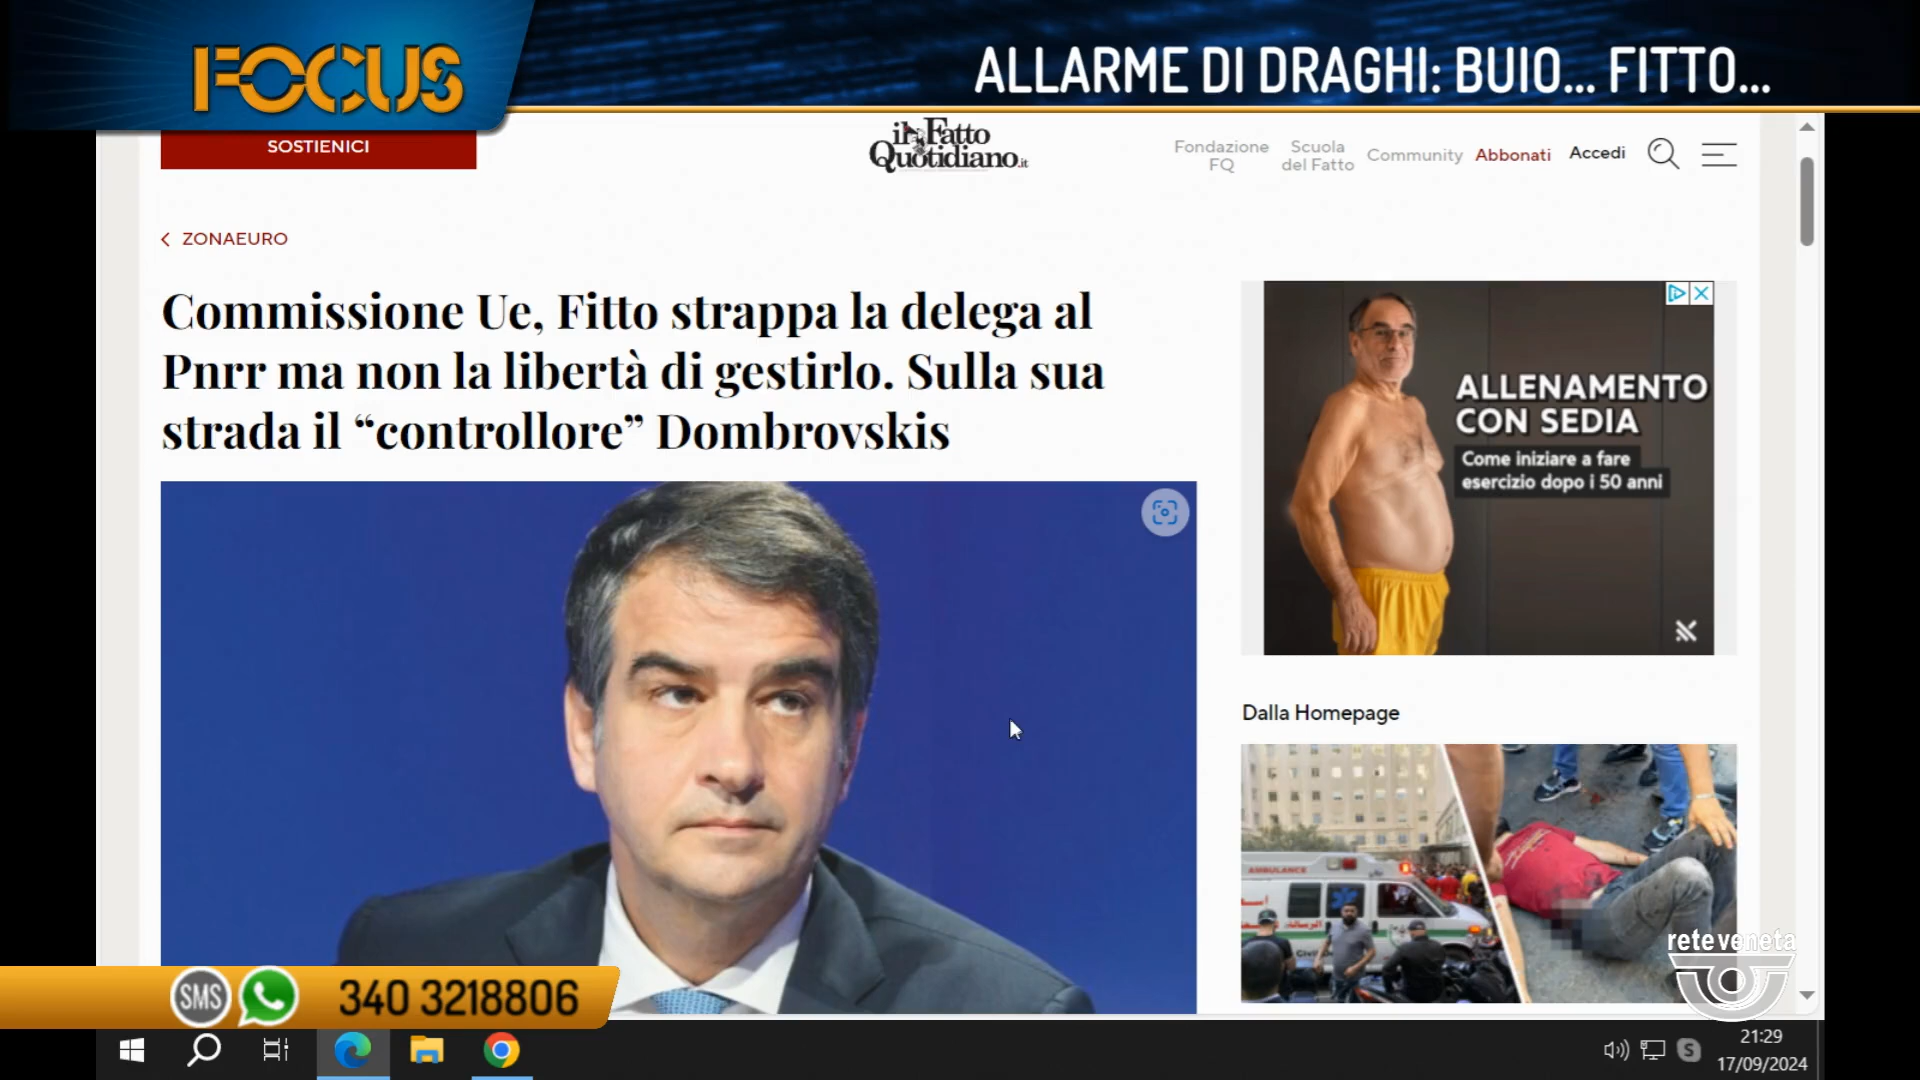 FOCUS
ALLARME DI DRAGHI: BUIO... FITTO...
SOSTIENICI
il Fatto
Quotidiano.it
Fondazione
FQ
Scuola
del Fatto
Community
Abbonati
Accedi
ZONAEURO
Commissione Ue, Fitto strappa la delega al
Pnrr ma non la libertà di gestirlo. Sulla sua
strada il “controllore” Dombrovskis
ALLENAMENTO
CON SEDIA
Come iniziare a fare
esercizio dopo i 50 anni
Dalla Homepage
AMBULANCE
reteveneta
SMS
340 3218806
S
21:29
17/09/2024